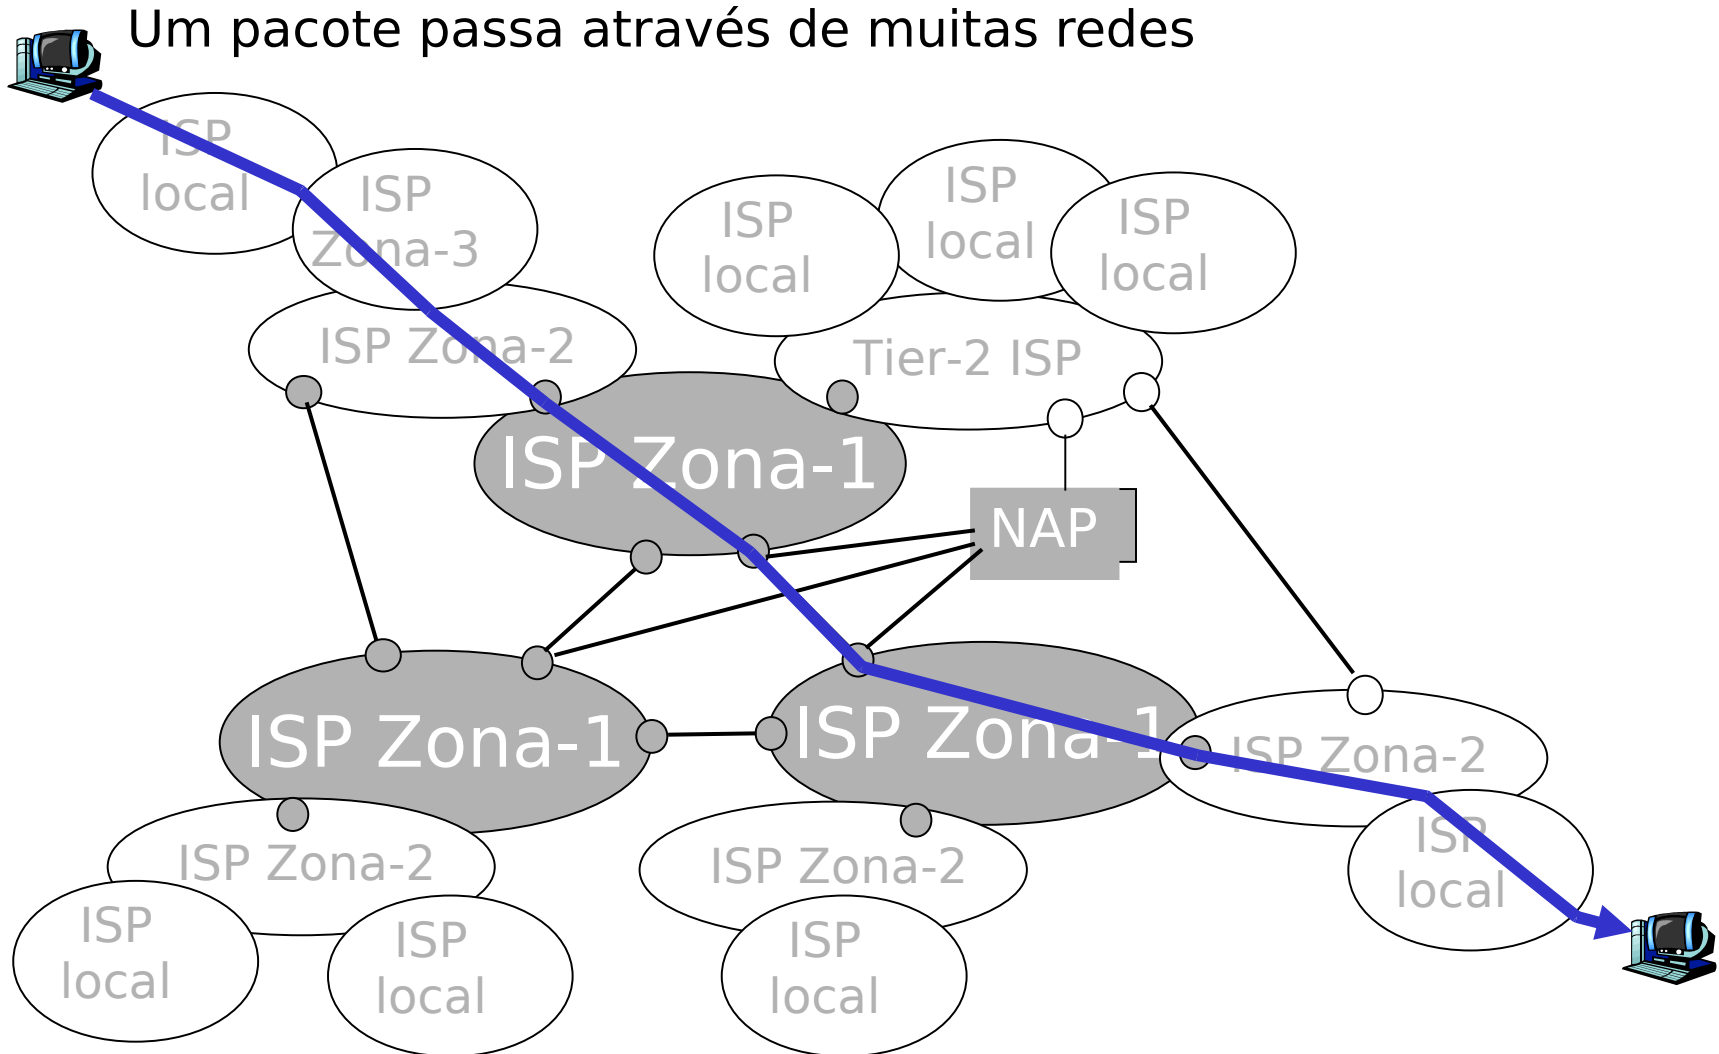 Um pacote passa através de muitas redes
ISP
local
ISP
Zona-3
ISP
local
ISP
local
ISP
local
ISP Zona-2
Tier-2 ISP
ISP Zona-1
NAP
ISP Zona-1
ISP Zona-1
ISP Zona-2
ISP
local
ISP Zona-2
ISP Zona-2
ISP
local
ISP
local
ISP
local